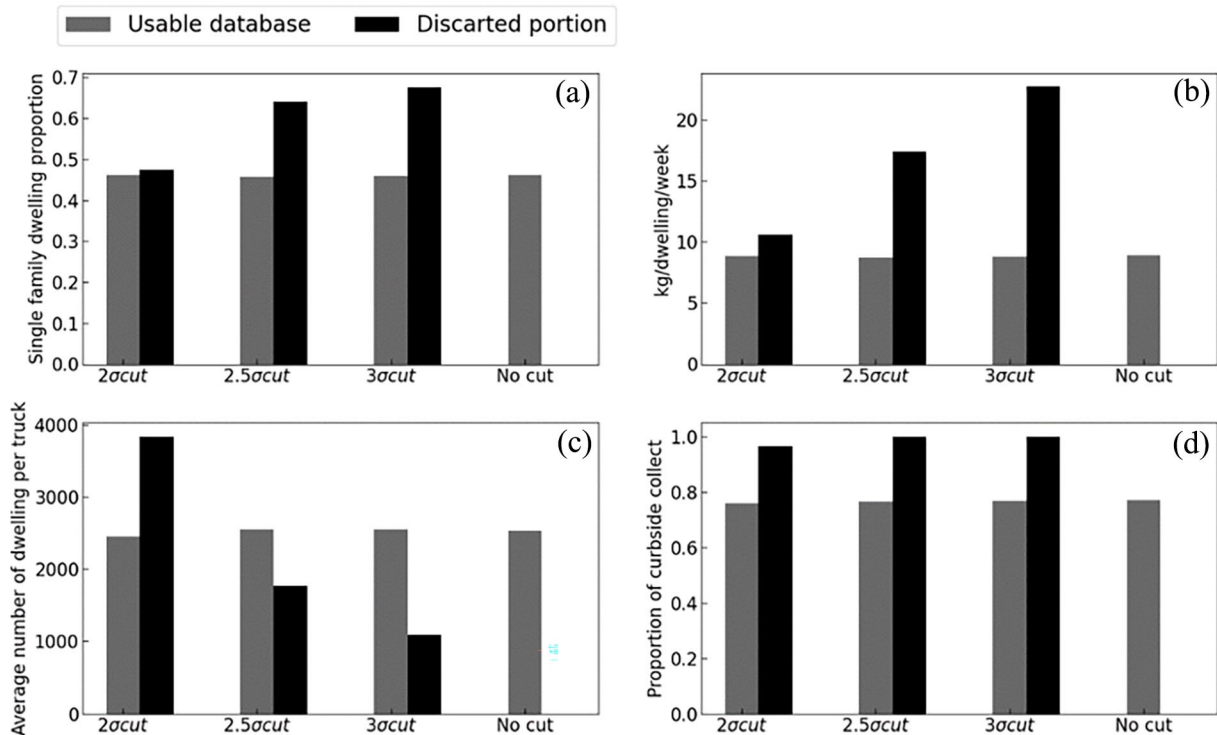 Usable database Discarted portion
(a)
Single family dwelling proportion
0.7
0.6
0.5
0.4
0.3
0.2
0.1
0.0
2σcut 2.5σcut 3σcut No cut
(b)
kg/dwelling/week
20
15
10
5
0
2σcut 2.5σcut 3σcut No cut
(c)
Average number of dwelling per truck
4000
3000
2000
1000
0
2σcut 2.5σcut 3σcut No cut
(d)
Proportion of curbside collect
1.0
0.8
0.6
0.4
0.2
0.0
2σcut 2.5σcut 3σcut No cut